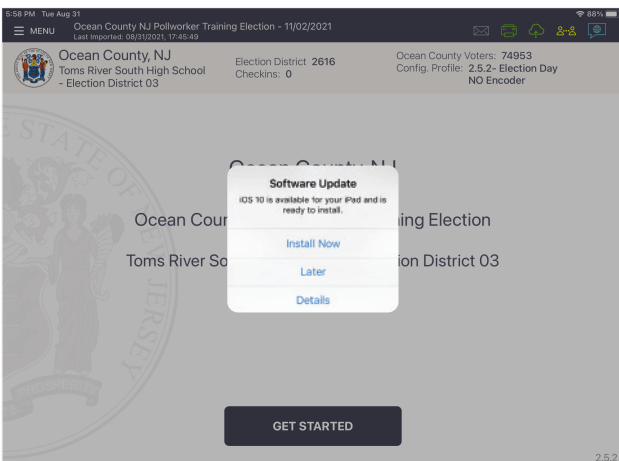 5:58 PM Tue Aug 31
88%
MENU
Ocean County NJ Pollworker Training Election - 11/02/2021
Last Imported: 08/31/2021, 17:45:49
Ocean County, NJ
Toms River South High School
- Election District 03
Election District 2616
Checkins: 0
Ocean County Voters: 74953
Config. Profile: 2.5.2- Election Day
NO Encoder
E STATE OF
JERSEY
Ocean County NJ
Software Update
iOS 10 is available for your iPad and is
ready to install.
Ocean Cour ing Election
Install Now
Toms River So ion District 03
Later
Details
GET STARTED
2.5.2